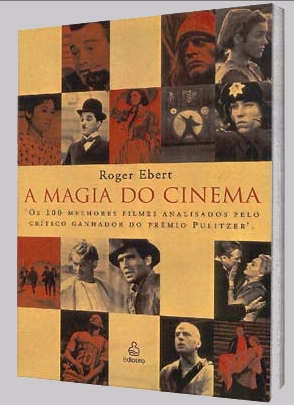 Roger Ebert
A MAGIA DO CINEMA
"Os 100 melhores filmes analisados pelo
crítico ganhador do Prêmio Pulitzer".
Ediouro